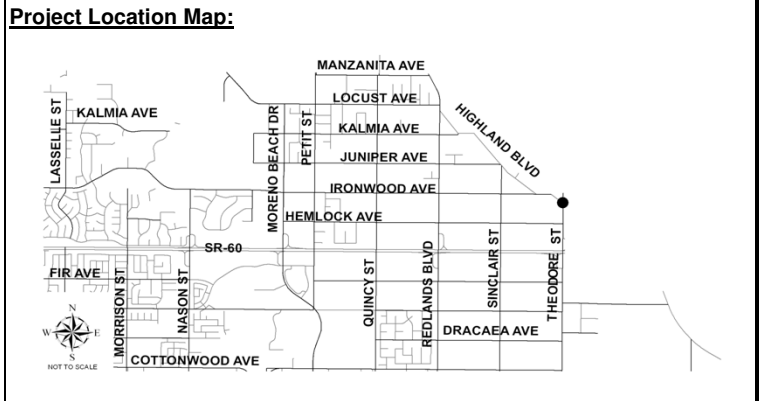 Project Location Map:
MANZANITA AVE
LOCUST AVE
HIGHLAND BLVD
LASSELLE ST
KALMIA AVE
MORENO BEACH DR
PETIT ST
KALMIA AVE
JUNIPER AVE
IRONWOOD AVE
HEMLOCK AVE
SR-60
FIR AVE
MORRISON ST
NASON ST
QUINCY ST
REDLANDS BLVD
SINCLAIR ST
THEODORE ST
DRACAEA AVE
COTTONWOOD AVE
N
W
E
S
NOT TO SCALE